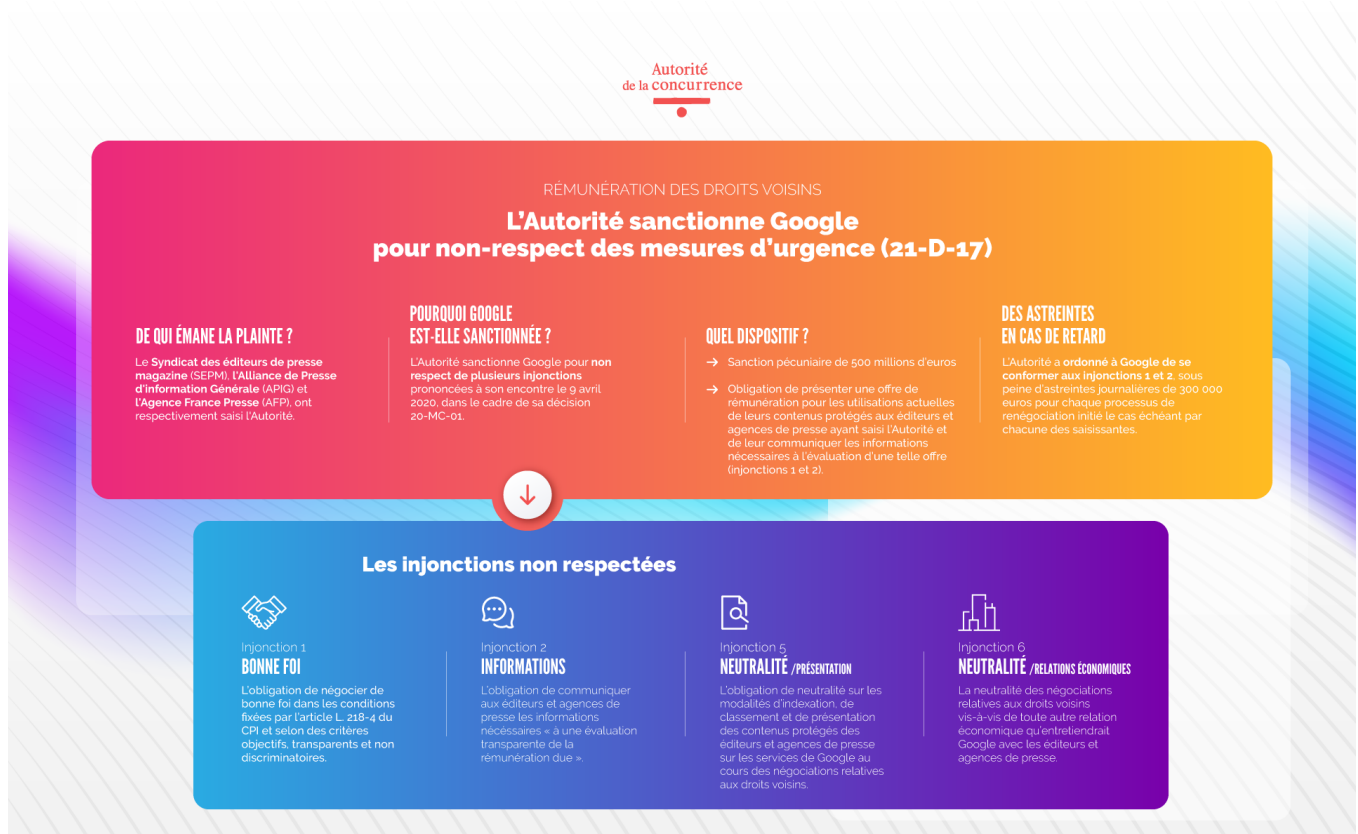 Autorité
de la concurrence
RÉMUNÉRATION DES DROITS VOISINS
L'Autorité sanctionne Google
pour non-respect des mesures d'urgence (21-D-17)
DE QUI ÉMANE LA PLAINTE ?
Le Syndicat des éditeurs de presse
magazine (SEPM), l'Alliance de Presse
d'information Générale (APIG) et
l'Agence France Presse (AFP), ont
respectivement saisi l'Autorité.
POURQUOI GOOGLE
EST-ELLE SANCTIONNÉE ?
L'Autorité sanctionne Google pour non
respect de plusieurs injonctions
prononcées à son encontre le 9 avril
2020, dans le cadre de sa décision
20-MC-01.
QUEL DISPOSITIF ?
→ Sanction pécuniaire de 500 millions d'euros
→ Obligation de présenter une offre de
rémunération pour les utilisations actuelles
de leurs contenus protégés aux éditeurs et
agences de presse ayant saisi l'Autorité et
de leur communiquer les informations
nécessaires à l'évaluation d'une telle offre
(injonctions 1 et 2).
DES ASTREINTES
EN CAS DE RETARD
L'Autorité a ordonné à Google de se
conformer aux injonctions 1 et 2, sous
peine d'astreintes journalières de 300 000
euros pour chaque processus de
renégociation initié le cas échéant par
chacune des saisissantes.
Les injonctions non respectées
Injonction 1
BONNE FOI
L'obligation de négocier de
bonne foi dans les conditions
fixées par l'article L. 218-4 du
CPI et selon des critères
objectifs, transparents et non
discriminatoires.
Injonction 2
INFORMATIONS
L'obligation de communiquer
aux éditeurs et agences de
presse les informations
nécéssaires « à une évaluation
transparente de la
rémunération due ».
Injonction 5
NEUTRALITÉ /PRÉSENTATION
L'obligation de neutralité sur les
modalités d'indexation, de
classement et de présentation
des contenus protégés des
éditeurs et agences de presse
sur les services de Google au
cours des négociations relatives
aux droits voisins.
Injonction 6
NEUTRALITÉ /RELATIONS ÉCONOMIQUES
La neutralité des négociations
relatives aux droits voisins
vis-à-vis de toute autre relation
économique qu'entretiendrait
Google avec les éditeurs et
agences de presse.